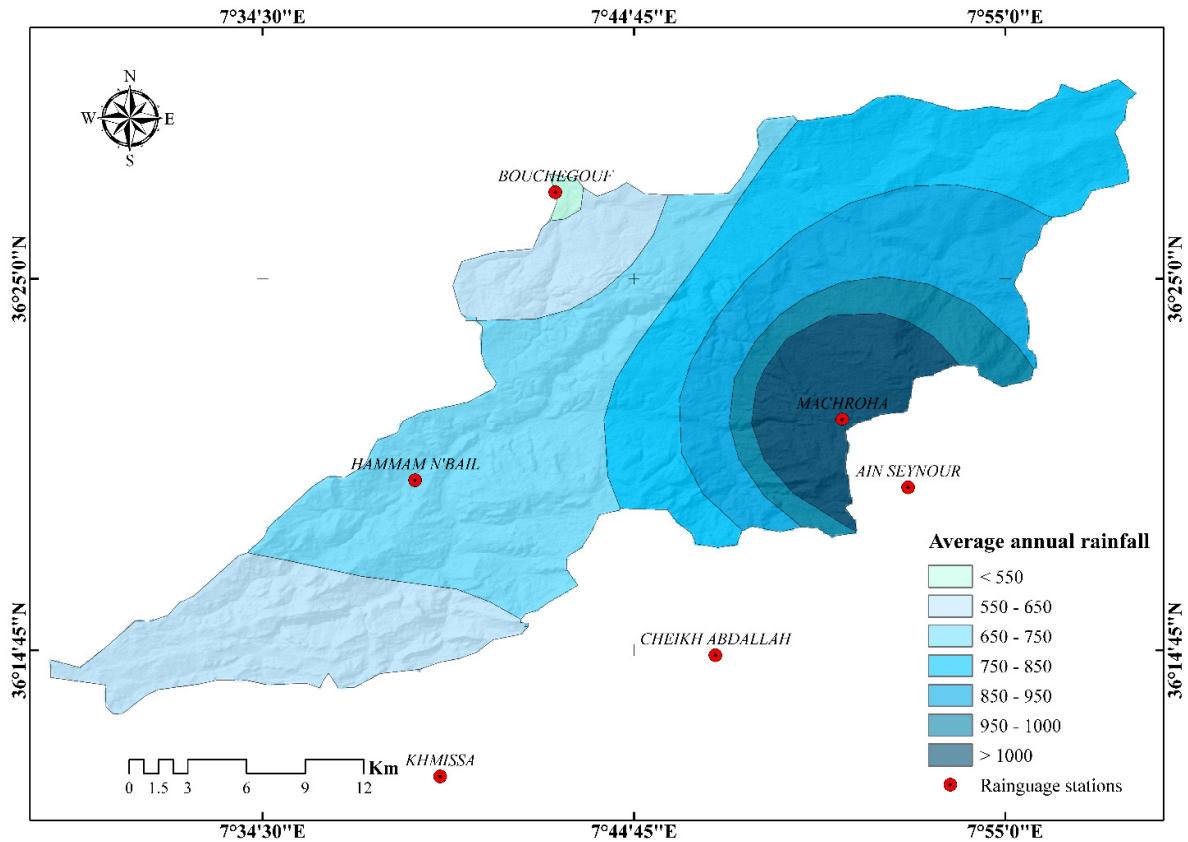 7°34'30"E 7°44'45"E 7°55'0"E
N
W E
S
BOUCHEGOUF
36°25'0"N 36°25'0"N
MACHROHA
HAMMAM N'BAIL
AIN SEYNOUR
Average annual rainfall
< 550
550 - 650
650 - 750
750 - 850
850 - 950
950 - 1000
> 1000
Rainguage stations
36°14'45"N 36°14'45"N
CHEIKH ABDALLAH
KHMISSA
Km
0 1.5 3 6 9 12
7°34'30"E 7°44'45"E 7°55'0"E